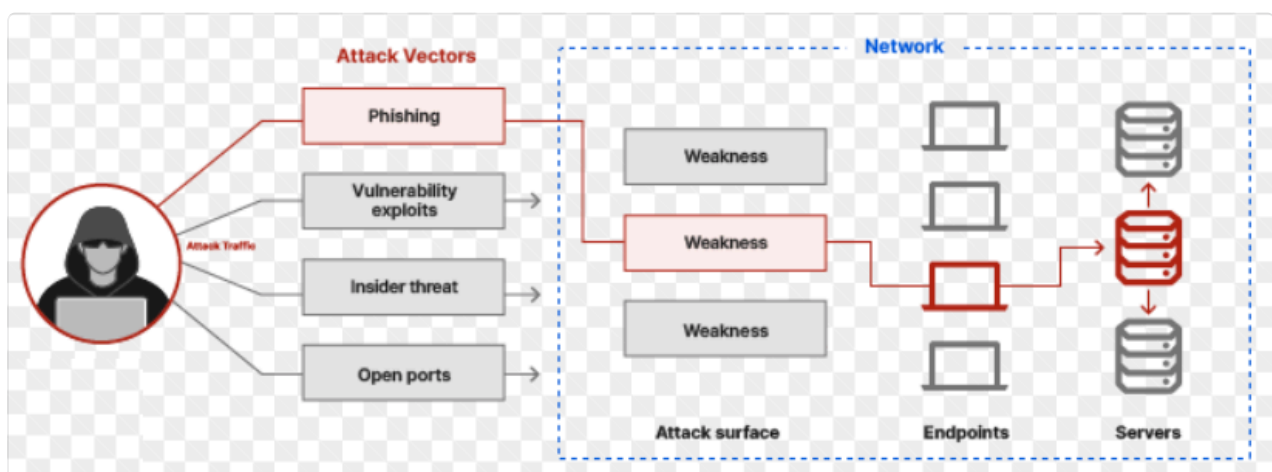 Attack Vectors
Network
Phishing
Vulnerability
exploits
Attack Traffic
Insider threat
Open ports
Weakness
Weakness
Weakness
Attack surface
Endpoints
Servers